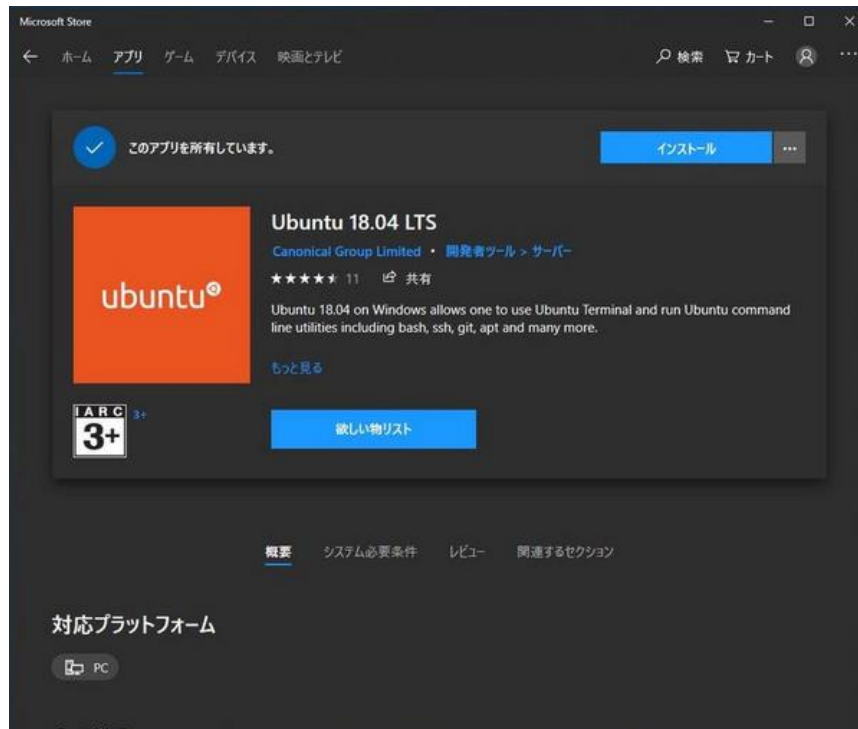 Microsoft Store
ホーム アプリ ゲーム デバイス 映画とテレビ 検索 カート
このアプリを所有しています。 インストール
ubuntu
Ubuntu 18.04 LTS
Canonical Group Limited • 開発者ツール > サーバー
11 共有
Ubuntu 18.04 on Windows allows one to use Ubuntu Terminal and run Ubuntu command
line utilities including bash, ssh, git, apt and many more.
もっと見る
IARC 3+
3+
欲しい物リスト
概要 システム必要条件 レビュー 関連するセクション
対応プラットフォーム
PC